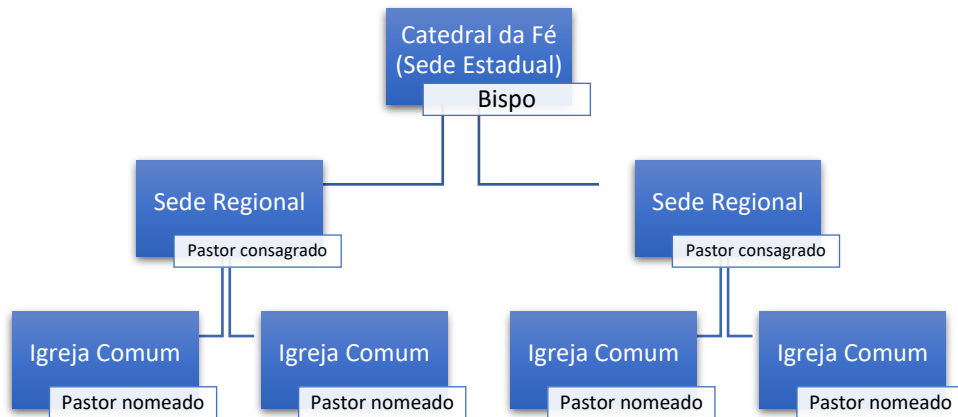 Catedral da Fé
(Sede Estadual)
Bispo
Sede Regional
Pastor consagrado
Sede Regional
Pastor consagrado
Igreja Comum
Pastor nomeado
Igreja Comum
Pastor nomeado
Igreja Comum
Pastor nomeado
Igreja Comum
Pastor nomeado